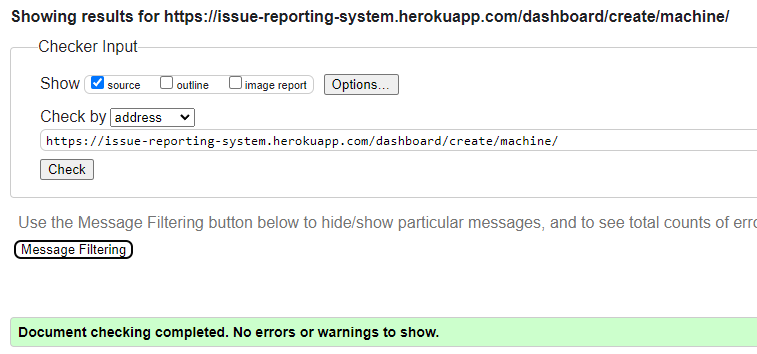 Showing results for https://issue-reporting-system.herokuapp.com/dashboard/create/machine/
Checker Input
Show source outline image report Options...
Check by address
https://issue-reporting-system.herokuapp.com/dashboard/create/machine/
Check
Use the Message Filtering button below to hide/show particular messages, and to see total counts of
Message Filtering
Document checking completed. No errors or warnings to show.